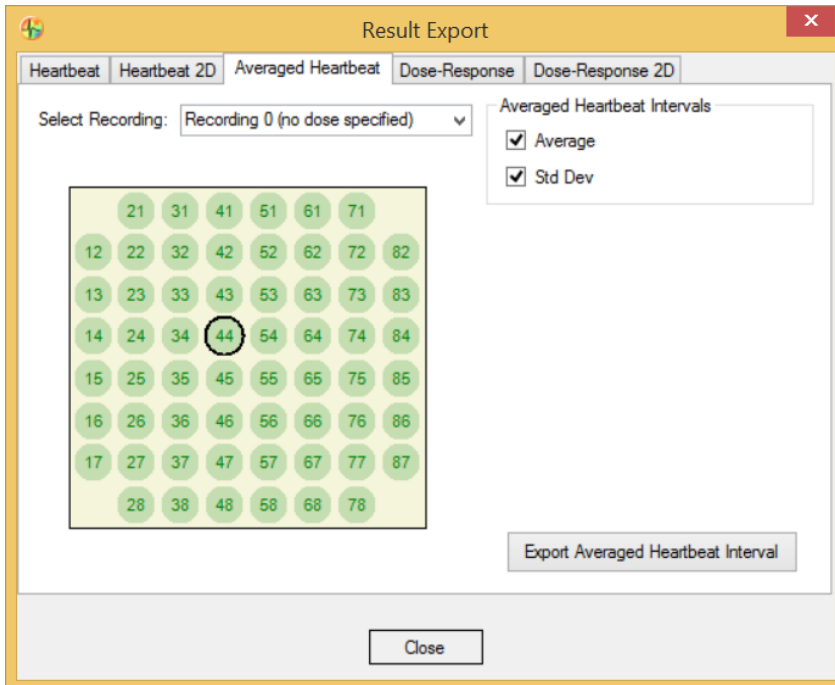 Result Export
x
Heartbeat Heartbeat 2D Averaged Heartbeat Dose-Response Dose-Response 2D
Select Recording: Recording 0 (no dose specified)
Averaged Heartbeat Intervals
Average
Std Dev
21 31 41 51 61 71
12 22 32 42 52 62 72 82
13 23 33 43 53 63 73 83
14 24 34 44 54 64 74 84
15 25 35 45 55 65 75 85
16 26 36 46 56 66 76 86
17 27 37 47 57 67 77 87
28 38 48 58 68 78
Export Averaged Heartbeat Interval
Close